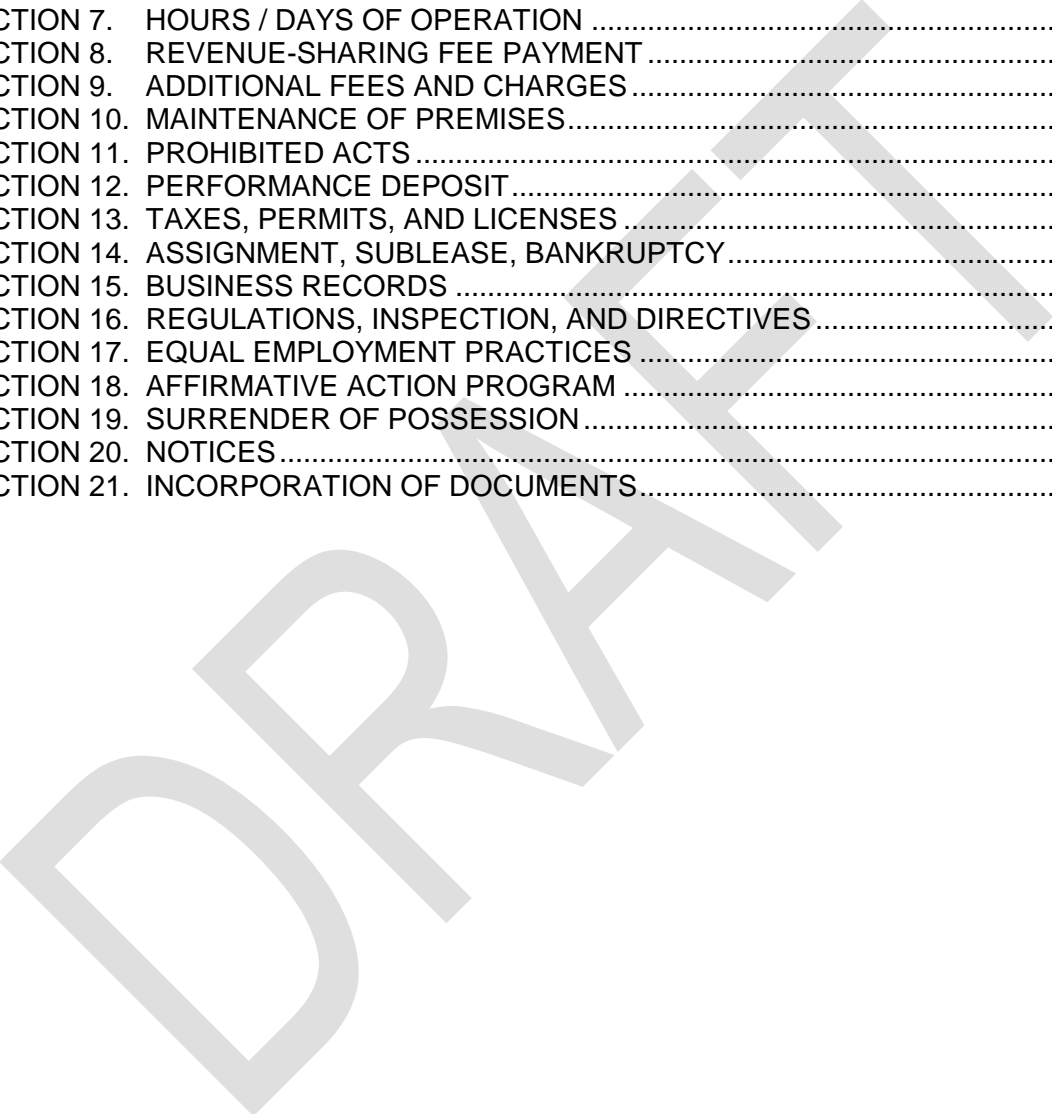 CTION 7. HOURS / DAYS OF OPERATION ..........................................................
CTION 8. REVENUE-SHARING FEE PAYMENT ..................................................
CTION 9. ADDITIONAL FEES AND CHARGES ....................................................
CTION 10. MAINTENANCE OF PREMISES............................................................
CTION 11. PROHIBITED ACTS ................................................................................
CTION 12. PERFORMANCE DEPOSIT....................................................................
CTION 13. TAXES, PERMITS, AND LICENSES .....................................................
CTION 14. ASSIGNMENT, SUBLEASE, BANKRUPTCY........................................
CTION 15. BUSINESS RECORDS ...........................................................................
CTION 16. REGULATIONS, INSPECTION, AND DIRECTIVES.............................
CTION 17. EQUAL EMPLOYMENT PRACTICES ...................................................
CTION 18. AFFIRMATIVE ACTION PROGRAM .....................................................
CTION 19. SURRENDER OF POSSESSION..........................................................
CTION 20. NOTICES..................................................................................................
CTION 21. INCORPORATION OF DOCUMENTS...................................................
DRAFT